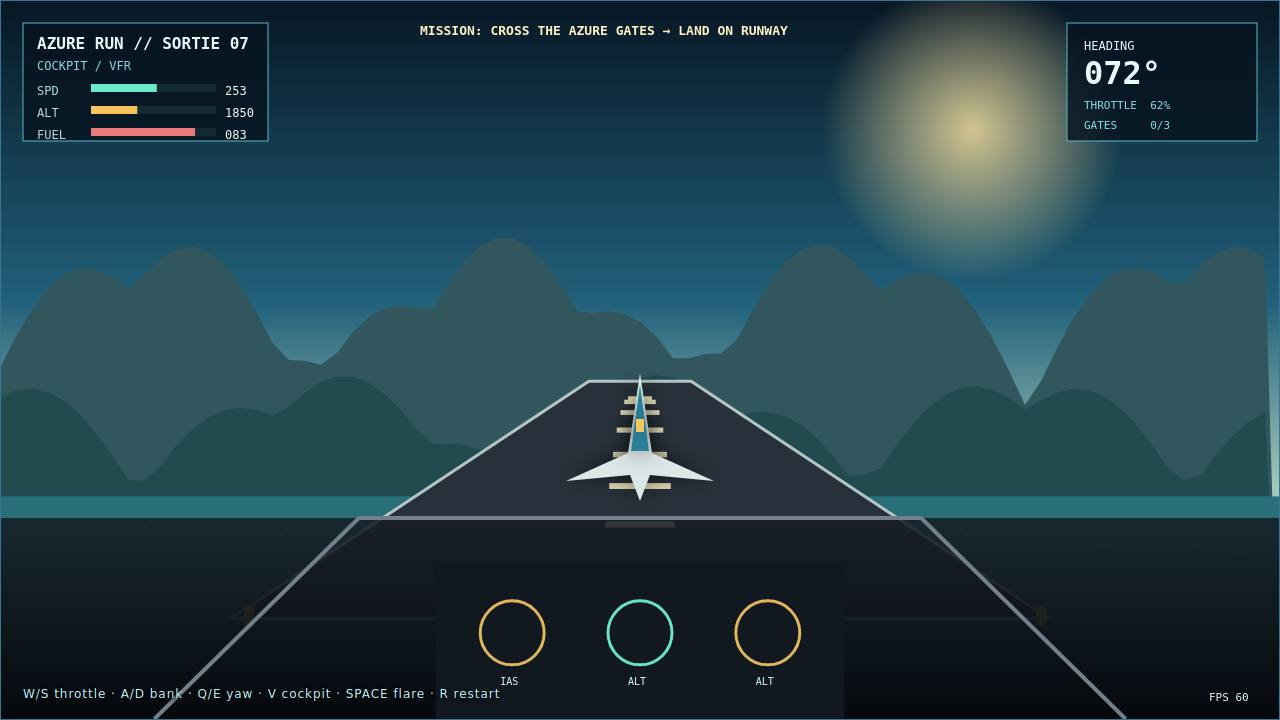 AZURE RUN // SORTIE 07
COCKPIT / VFR
SPD 253
ALT 1850
FUEL 083
MISSION: CROSS THE AZURE GATES → LAND ON RUNWAY
HEADING
072°
THROTTLE 62%
GATES 0/3
IAS ALT ALT
W/S throttle · A/D bank · Q/E yaw · V cockpit · SPACE flare · R restart
FPS 60